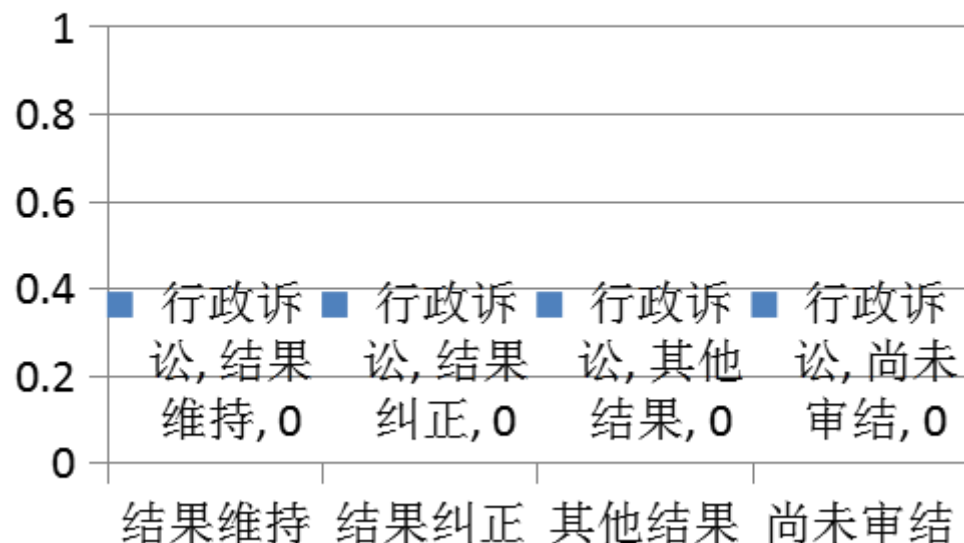 1
0.8
0.6
0.4
0.2
0
行政诉
讼, 结果
维持, 0
行政诉
讼, 结果
纠正, 0
行政诉
讼, 其他
结果, 0
行政诉
讼, 尚未
审结, 0
结果维持
结果纠正
其他结果
尚未审结